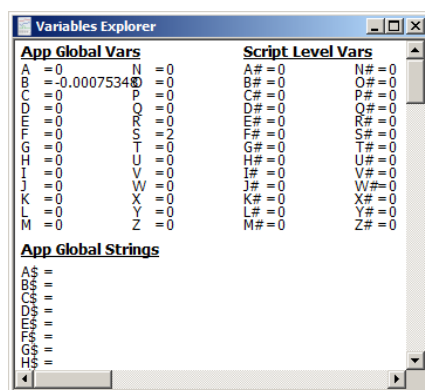 Variables Explorer
App Global Vars Script Level Vars
A =0 N =0 A# =0 N# =0
B =-0.00075348 O =0 B# =0 O# =0
C =0 P =0 C# =0 P# =0
D =0 Q =0 D# =0 Q# =0
E =0 R =0 E# =0 R# =0
F =0 S =2 F# =0 S# =0
G =0 T =0 G# =0 T# =0
H =0 U =0 H# =0 U# =0
I =0 V =0 I# =0 V# =0
J =0 W =0 J# =0 W#=0
K =0 X =0 K# =0 X# =0
L =0 Y =0 L# =0 Y# =0
M =0 Z =0 M# =0 Z# =0
App Global Strings
A$ =
B$ =
C$ =
D$ =
E$ =
F$ =
G$ =
H$ =